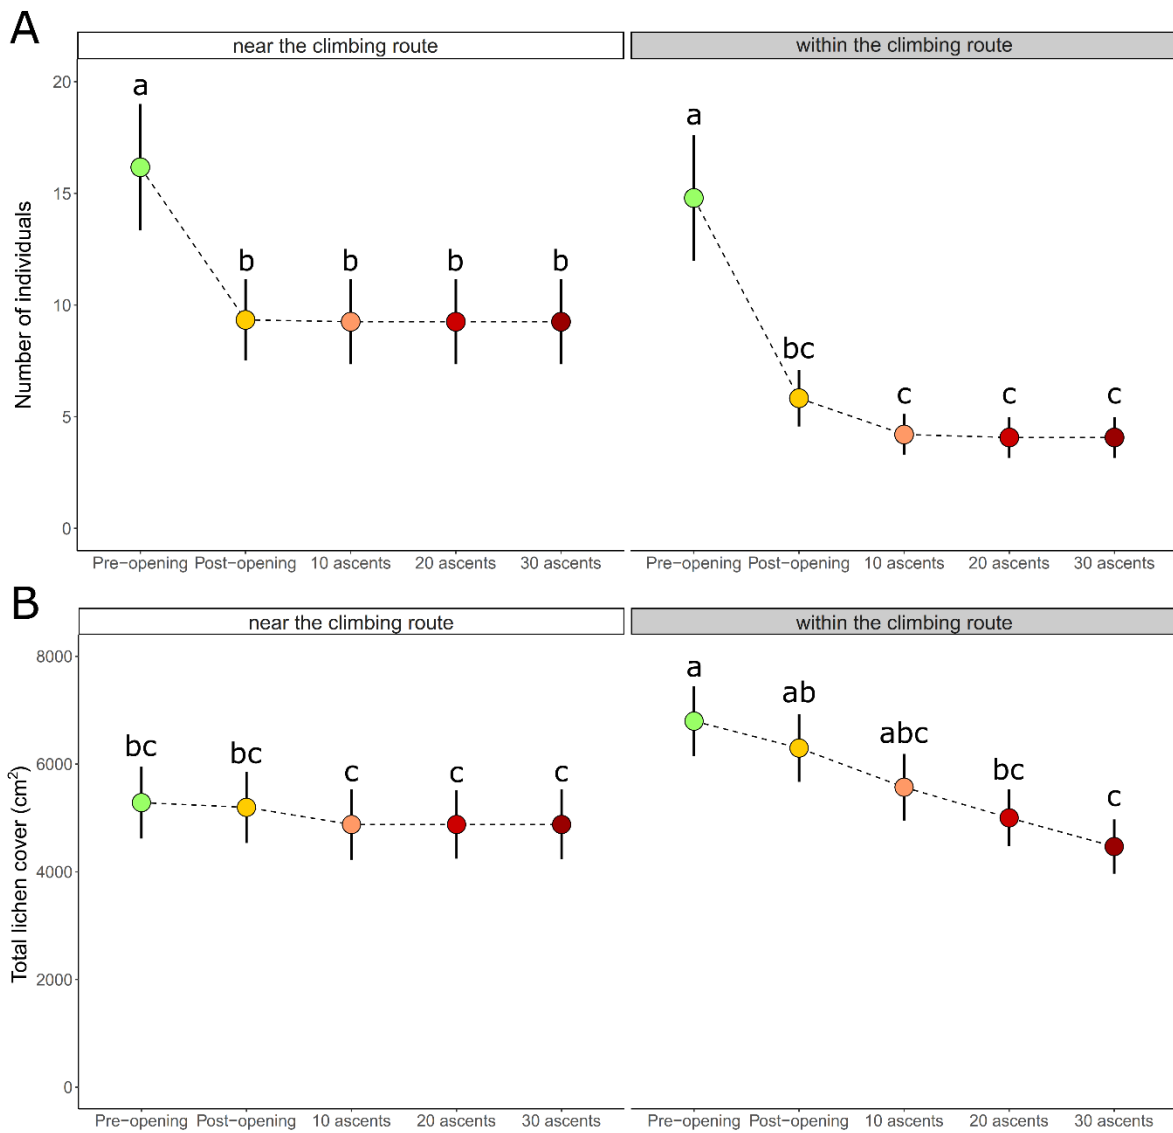 A
near the climbing route
within the climbing route
Number of individuals
20
15
10
5
0
a
b
b
b
b
a
bc
c
c
c
Pre-opening
Post-opening
10 ascents
20 ascents
30 ascents
Pre-opening
Post-opening
10 ascents
20 ascents
30 ascents
B
near the climbing route
within the climbing route
Total lichen cover (cm²)
8000
6000
4000
2000
0
bc
bc
c
c
c
a
ab
abc
bc
c
Pre-opening
Post-opening
10 ascents
20 ascents
30 ascents
Pre-opening
Post-opening
10 ascents
20 ascents
30 ascents